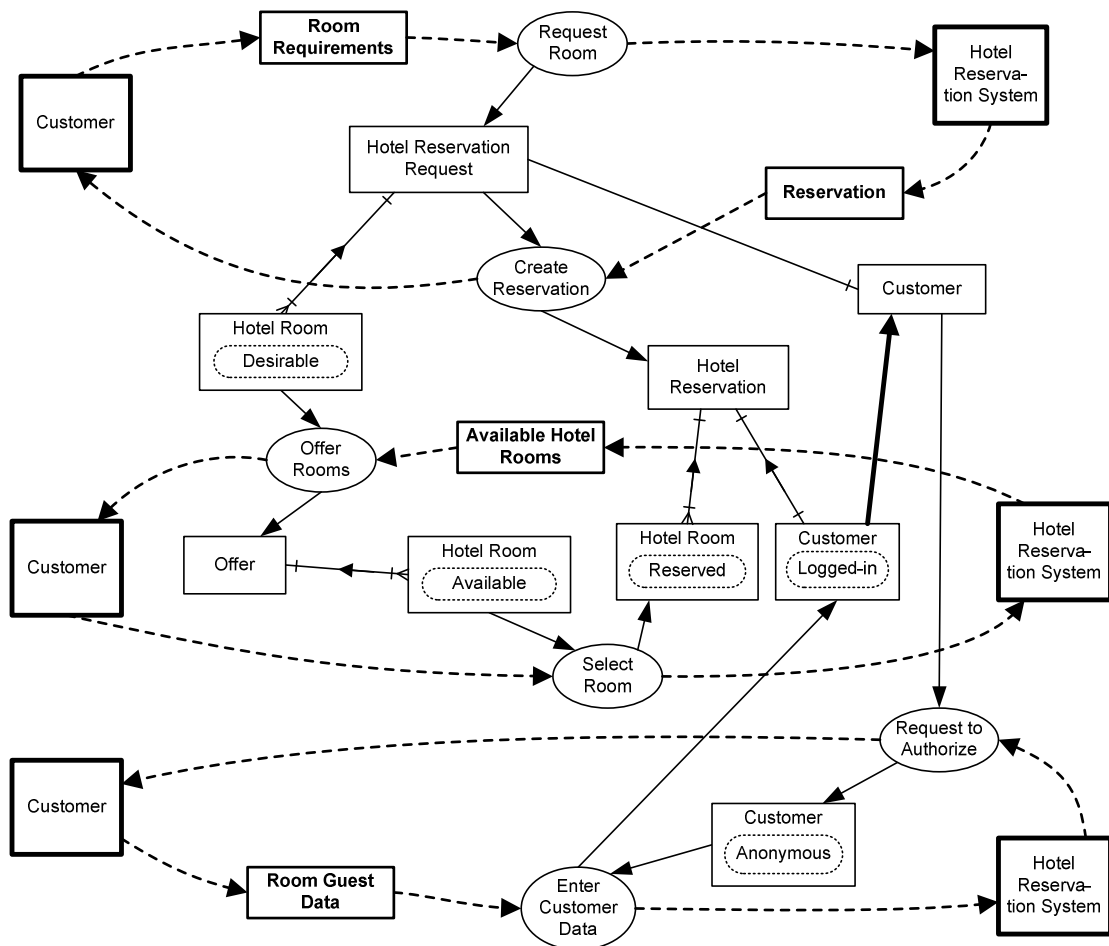 Room
Requirements
Request
Room
Hotel
Reserva-
tion System
Customer
Hotel Reservation
Request
Reservation
Create
Reservation
Customer
Hotel Room
Desirable
Hotel
Reservation
Offer
Rooms
Available Hotel
Rooms
Customer
Offer
Hotel Room
Available
Hotel Room
Reserved
Customer
Logged-in
Hotel
Reserva-
tion System
Select
Room
Request to
Authorize
Customer
Customer
Anonymous
Room Guest
Data
Enter
Customer
Data
Hotel
Reserva-
tion System